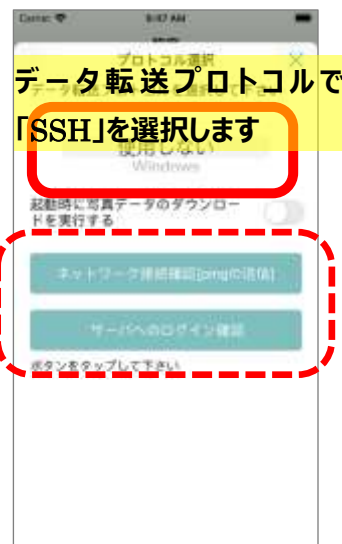 Carrier
9:47 AM
プロトコル選択
データ転送プロトコルで
「SSH」を選択します
使用しない
Windows
起動時に写真データのダウンロー
ドを実行する
ネットワーク接続確認[pingの送信]
サーバへのログイン確認
ボタンをタップして下さい